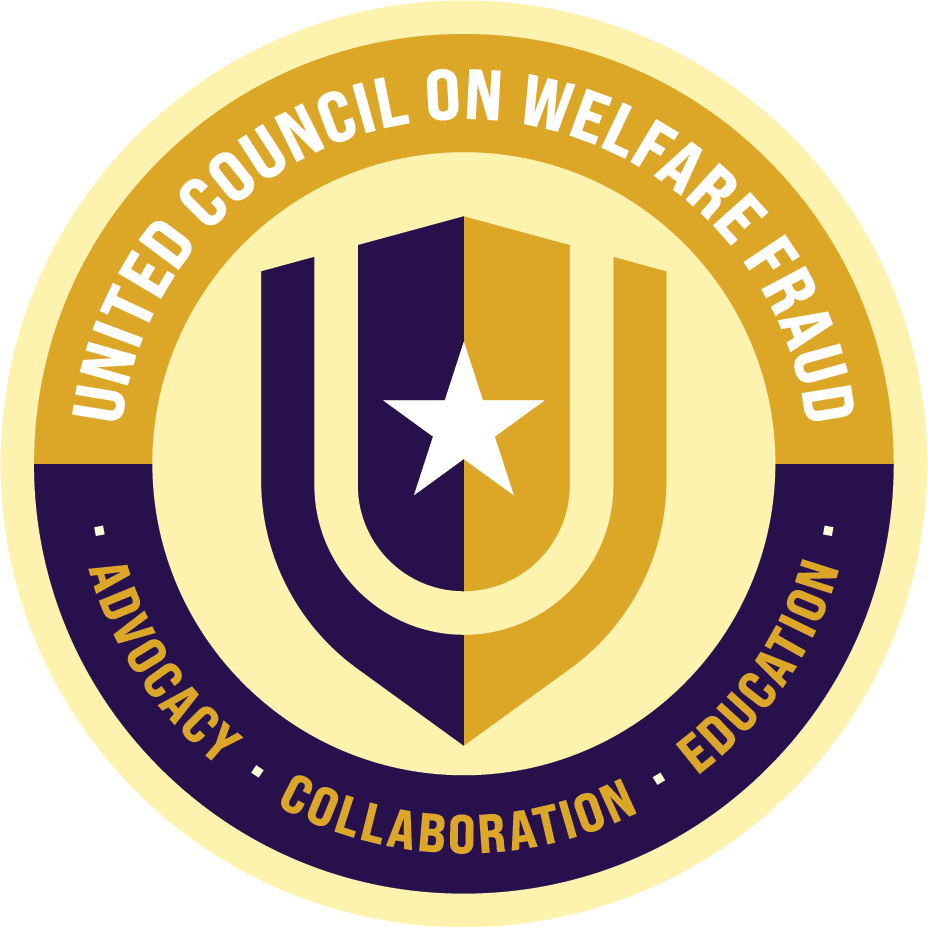 UNITED COUNCIL ON WELFARE FRAUD
· ADVOCACY · COLLABORATION · EDUCATION ·